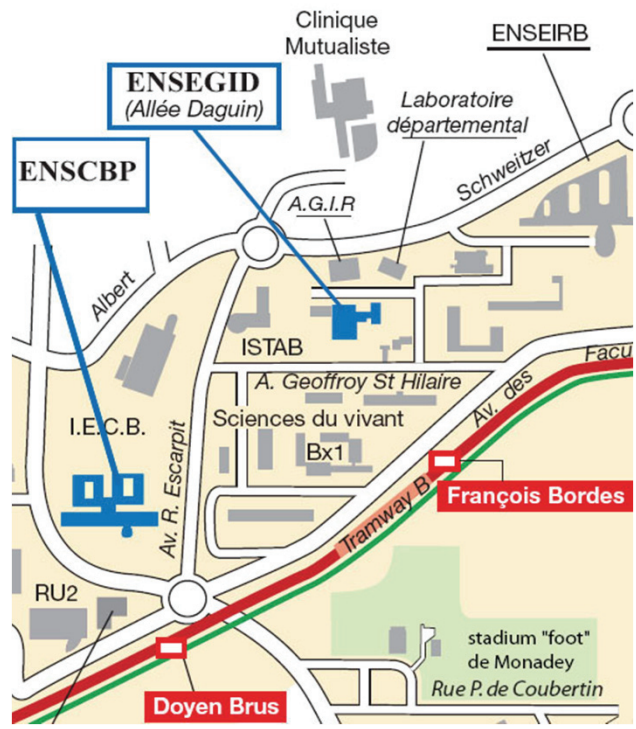 Clinique
Mutualiste
ENSEIRB
ENSEGID
(Allée Daguin)
Laboratoire
départemental
ENSCBP
Schweitzer
A.G.I.R
Albert
ISTAB
Facu
A. Geoffroy St Hilaire
Av. des
I.E.C.B.
Sciences du vivant
Bx1
Av. R. Escarpit
François Bordes
Tramway B
RU2
stadium "foot"
de Monadey
Rue P. de Coubertin
Doyen Brus